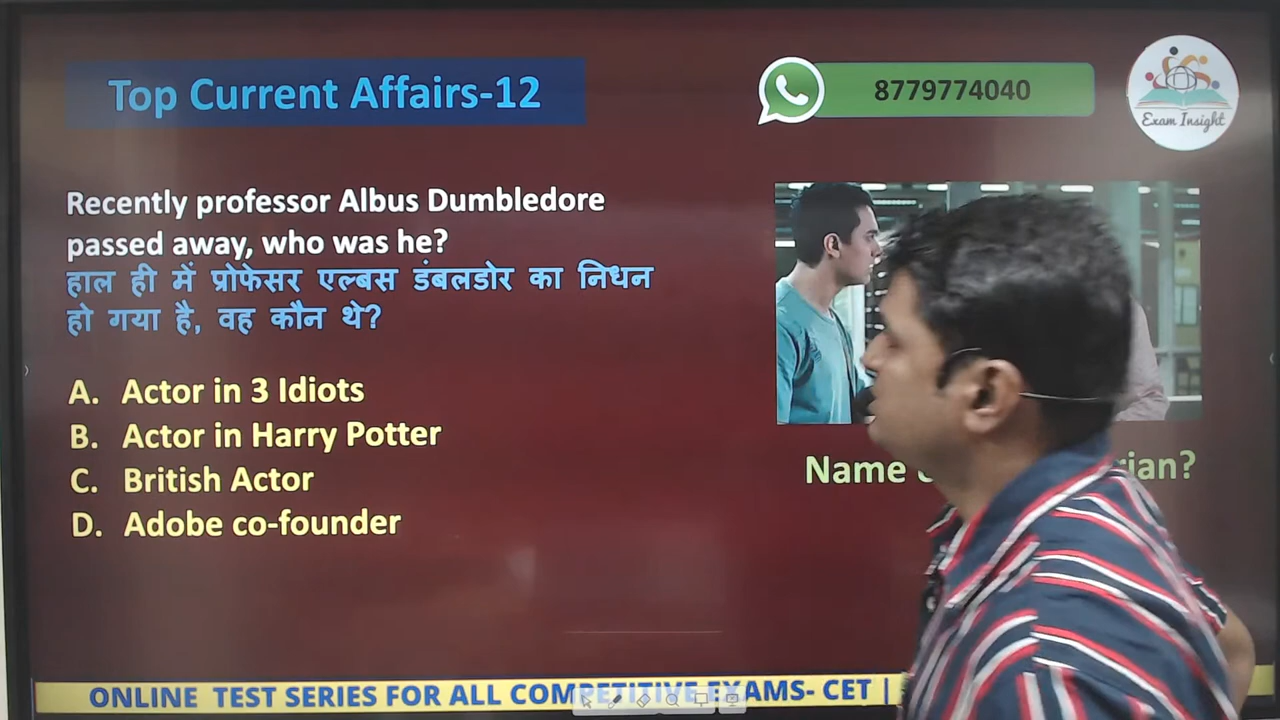 Top Current Affairs-12
8779774040
Exam Insight
Recently professor Albus Dumbledore
passed away, who was he?
हाल ही में प्रोफेसर एल्बस डंबलडोर का निधन
हो गया है, वह कौन थे?
A. Actor in 3 Idiots
B. Actor in Harry Potter
C. British Actor
D. Adobe co-founder
Name
ONLINE TEST SERIES FOR ALL COMPETITIVE EXAMS- CET |